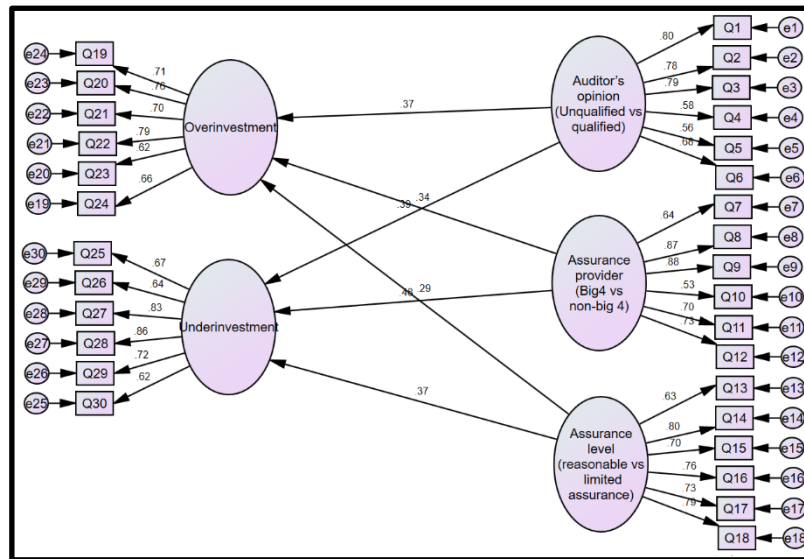 e24 Q19 .71
e23 Q20 .76
e22 Q21 .70
e21 Q22 .79
e20 Q23 .62
e19 Q24 .66
Overinvestment
e30 Q25 .67
e29 Q26 .64
e28 Q27 .83
e27 Q28 .86
e26 Q29 .72
e25 Q30 .62
Underinvestment
.37
.39 .34
.48 .29
.37
Auditor's
opinion
(Unqualified vs
qualified)
.80 Q1 e1
.78 Q2 e2
.79 Q3 e3
.58 Q4 e4
.56 Q5 e5
.68 Q6 e6
Assurance
provider
(Big4 vs
non-big 4)
.64 Q7 e7
.87 Q8 e8
.88 Q9 e9
.53 Q10 e10
.70 Q11 e11
.73 Q12 e12
Assurance
level
(reasonable vs
limited
assurance)
.63 Q13 e13
.80 Q14 e14
.70 Q15 e15
.76 Q16 e16
.73 Q17 e17
.79 Q18 e18